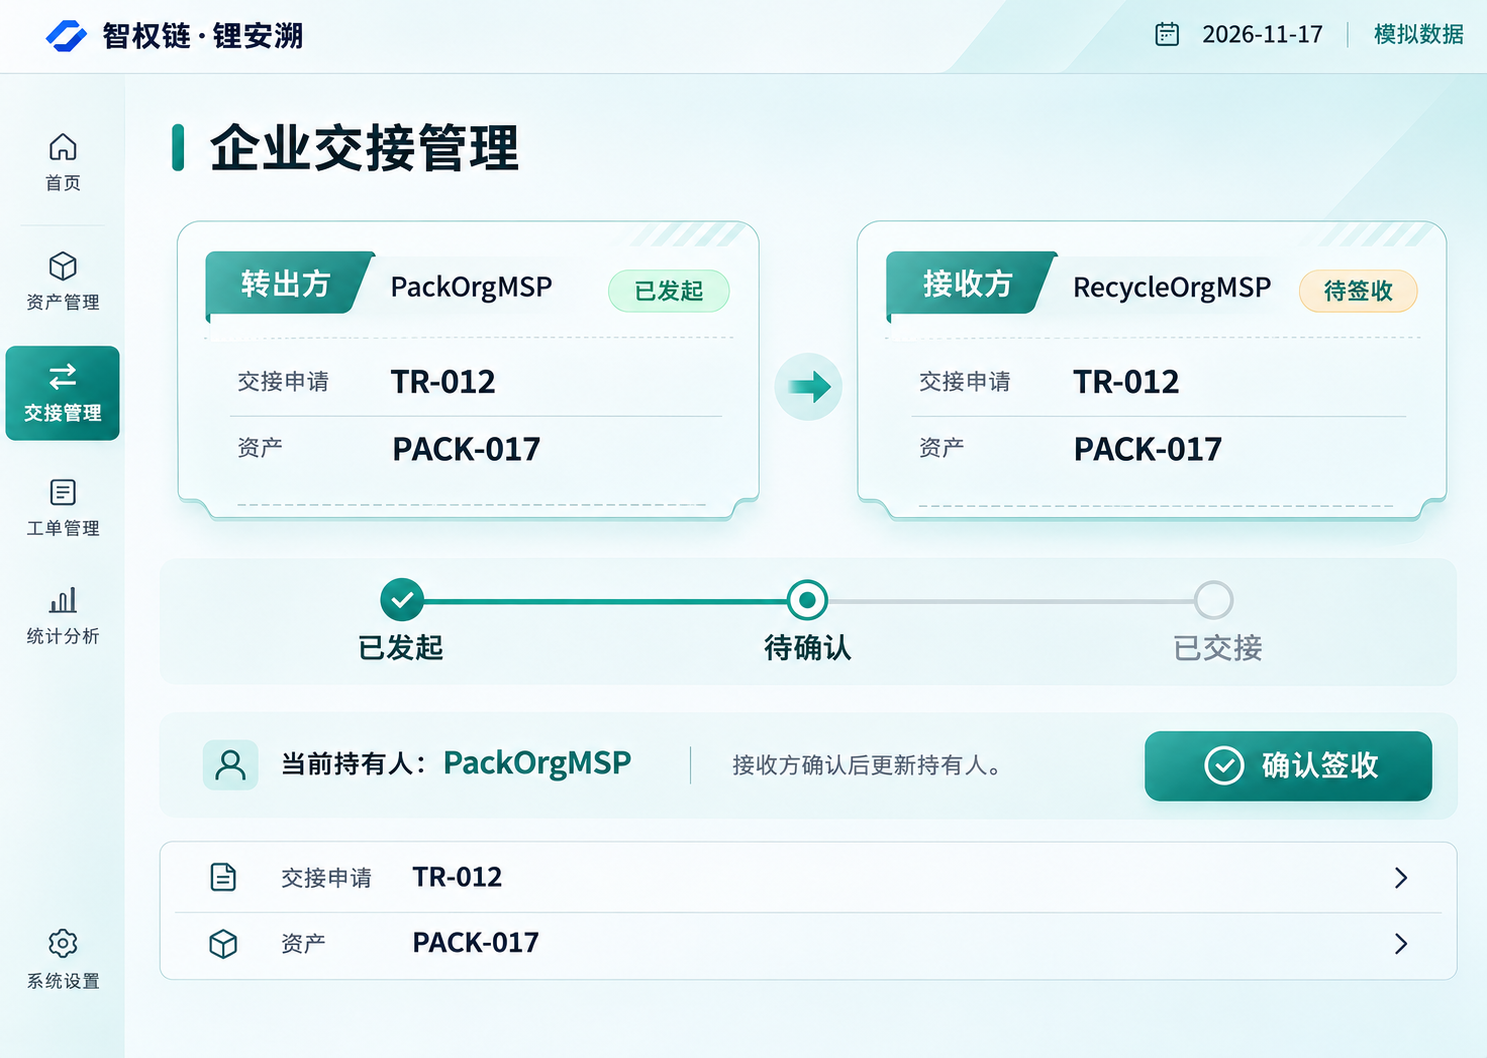 智权链·锂安溯
2026-11-17
模拟数据
首页
资产管理
交接管理
工单管理
统计分析
系统设置
企业交接管理
转出方 PackOrgMSP 已发起
交接申请 TR-012
资产 PACK-017
接收方 RecycleOrgMSP 待签收
交接申请 TR-012
资产 PACK-017
已发起
待确认
已交接
当前持有人：PackOrgMSP
接收方确认后更新持有人。
确认签收
交接申请 TR-012
资产 PACK-017